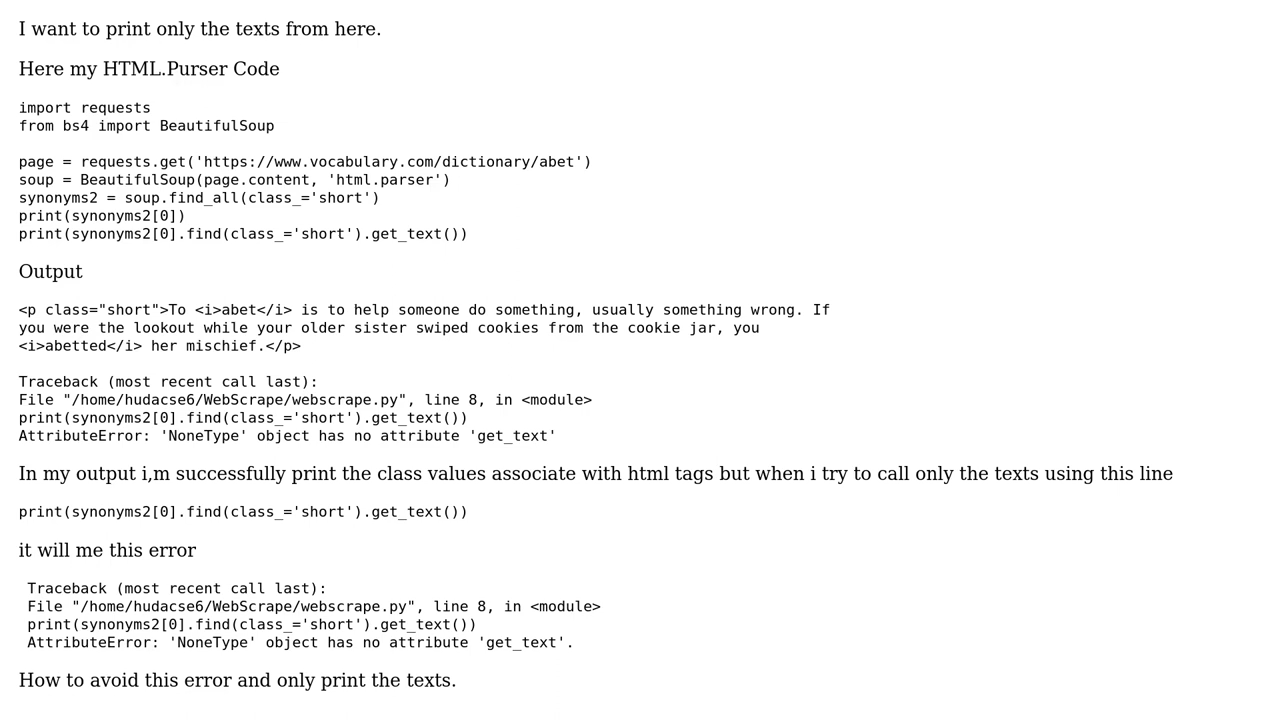 I want to print only the texts from here.
Here my HTML.Purser Code
import requests
from bs4 import BeautifulSoup
page = requests.get('https://www.vocabulary.com/dictionary/abet')
soup = BeautifulSoup(page.content, 'html.parser')
synonyms2 = soup.find_all(class_='short')
print(synonyms2[0])
print(synonyms2[0].find(class_='short').get_text())
Output
<p class="short">To <i>abet</i> is to help someone do something, usually something wrong. If
you were the lookout while your older sister swiped cookies from the cookie jar, you
<i>abetted</i> her mischief.</p>
Traceback (most recent call last):
File "/home/hudacse6/WebScrape/webscrape.py", line 8, in <module>
print(synonyms2[0].find(class_='short').get_text())
AttributeError: 'NoneType' object has no attribute 'get_text'
In my output i,m successfully print the class values associate with html tags but when i try to call only the texts using this line
print(synonyms2[0].find(class_='short').get_text())
it will me this error
Traceback (most recent call last):
File "/home/hudacse6/WebScrape/webscrape.py", line 8, in <module>
print(synonyms2[0].find(class_='short').get_text())
AttributeError: 'NoneType' object has no attribute 'get_text'.
How to avoid this error and only print the texts.